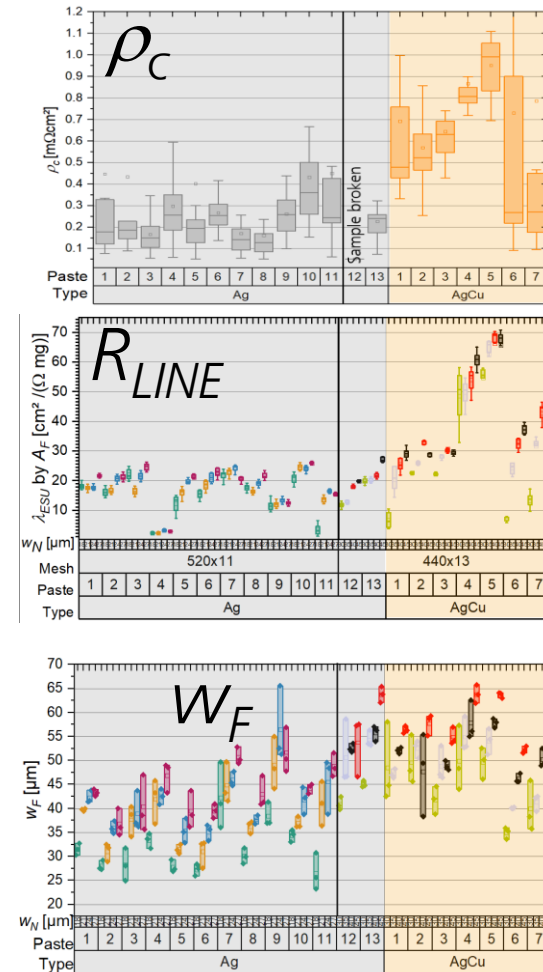 ρC
1.2
1.1
1.0
0.9
0.8
0.7
0.6
0.5
0.4
0.3
0.2
0.1
ρc [mΩcm²]
Sample broken
Paste 1 2 3 4 5 6 7 8 9 10 11 12 13 1 2 3 4 5 6 7
Type Ag AgCu
RLINE
70
60
50
40
30
20
10
λESU by AF [cm² /(Ω mg)]
wN [µm]
Mesh 520x11 440x13
Paste 1 2 3 4 5 6 7 8 9 10 11 12 13 1 2 3 4 5 6 7
Type Ag AgCu
WF
70
65
60
55
50
45
40
35
30
25
20
wF [µm]
wN [µm]
Paste 1 2 3 4 5 6 7 8 9 10 11 12 13 1 2 3 4 5 6 7
Type Ag AgCu